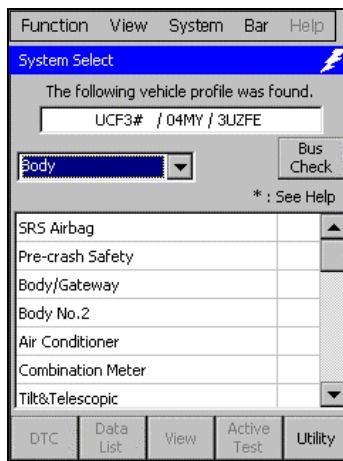 Function View System Bar Help
System Select
The following vehicle profile was found.
UCF3# / 04MY / 3UZFE
Body
Bus
Check
* : See Help
SRS Airbag
Pre-crash Safety
Body/Gateway
Body No.2
Air Conditioner
Combination Meter
Tilt&Telescopic
DTC
Data
List
View
Active
Test
Utility